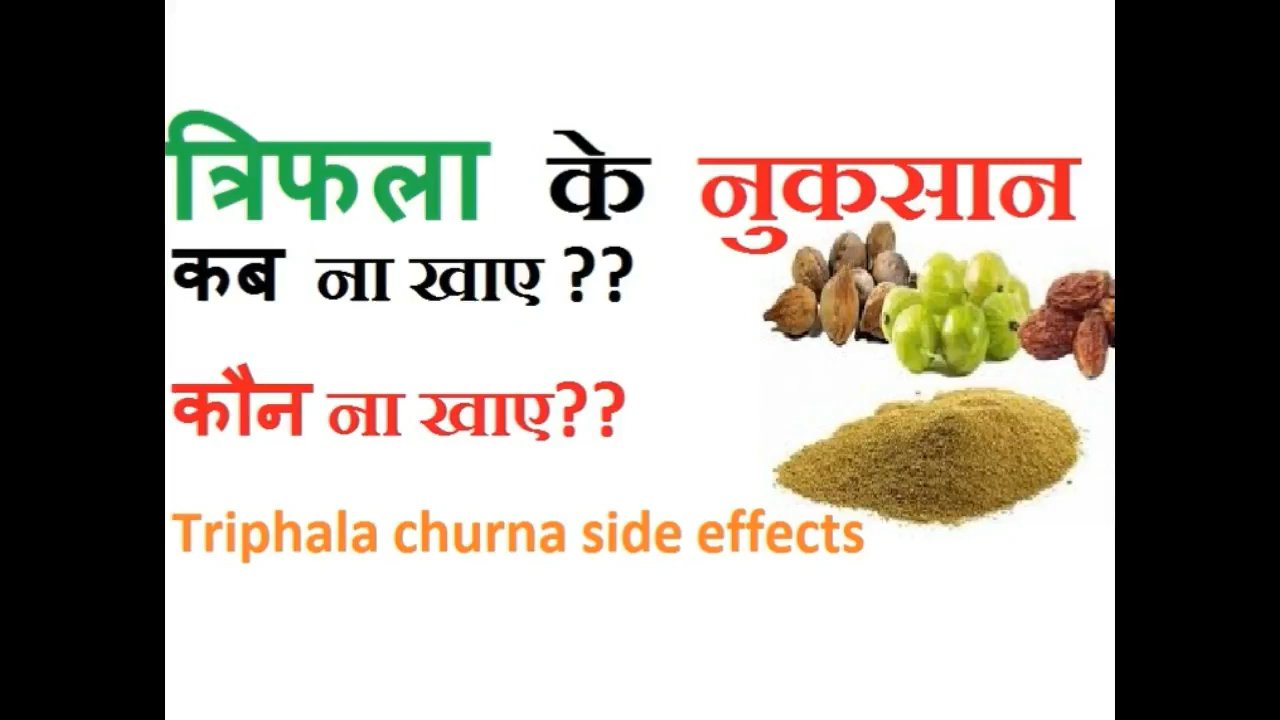 त्रिफला के नुकसान
कब ना खाए ??
कौन ना खाए??
Triphala churna side effects